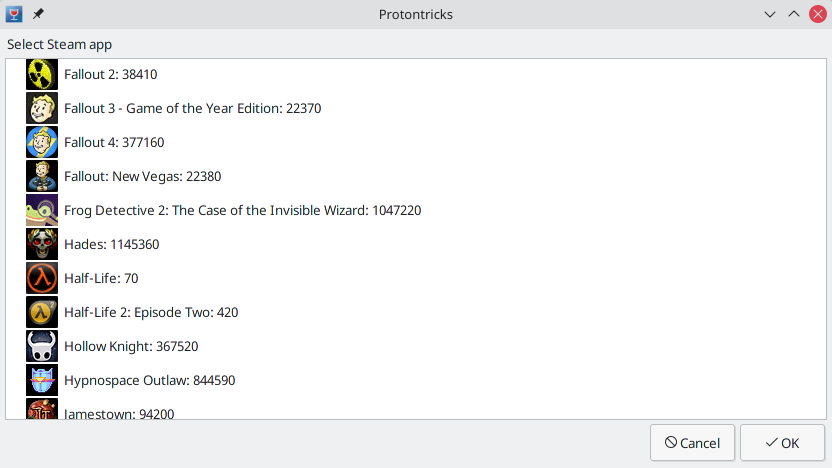 Protontricks
Select Steam app
Fallout 2: 38410
Fallout 3 - Game of the Year Edition: 22370
Fallout 4: 377160
Fallout: New Vegas: 22380
Frog Detective 2: The Case of the Invisible Wizard: 1047220
Hades: 1145360
Half-Life: 70
Half-Life 2: Episode Two: 420
Hollow Knight: 367520
Hypnospace Outlaw: 844590
Jamestown: 94200
Cancel
OK